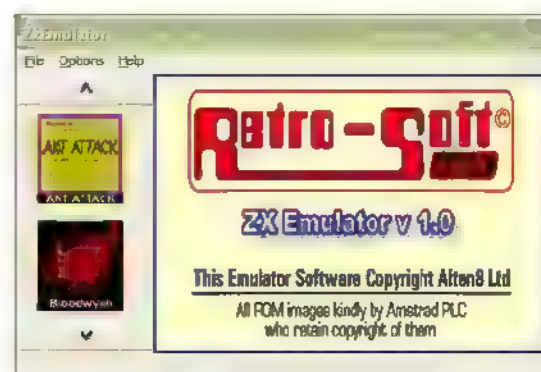 ZXEmulator
File Options Help
ANT ATTACK
ANT ATTACK
Bloodwych
Retro-Soft©
ZX Emulator v 1.0
This Emulator Software Copyright Alten8 Ltd
All ROM images kindly by Amstrad PLC
who retain copyright of them